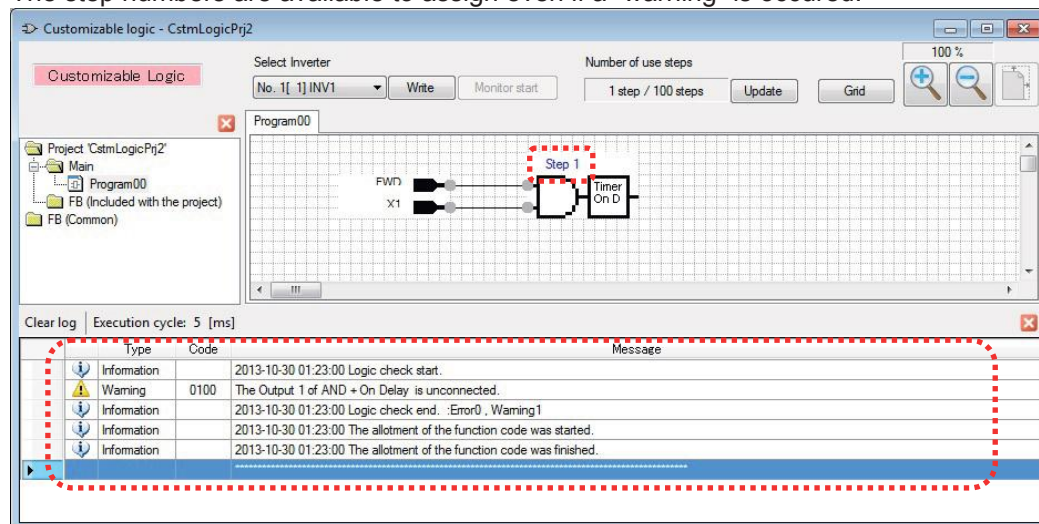 The step numbers are available to assign even if a "warning" is occured.
Customizable logic - CstmLogicPrj2
100 %
Customizable Logic
Select Inverter
Number of use steps
No. 1[ 1] INV1
Write
Monitor start
1 step / 100 steps
Update
Grid
Program00
Project 'CstmLogicPrj2'
Main
Program00
FB (Included with the project)
FB (Common)
Step 1
FWD
X1
Timer
On D
Clear log
Execution cycle: 5 [ms]
Type Code Message
Information 2013-10-30 01:23:00 Logic check start.
Warning 0100 The Output 1 of AND + On Delay is unconnected.
Information 2013-10-30 01:23:00 Logic check end. :Error0 , Warning1
Information 2013-10-30 01:23:00 The allotment of the function code was started.
Information 2013-10-30 01:23:00 The allotment of the function code was finished.